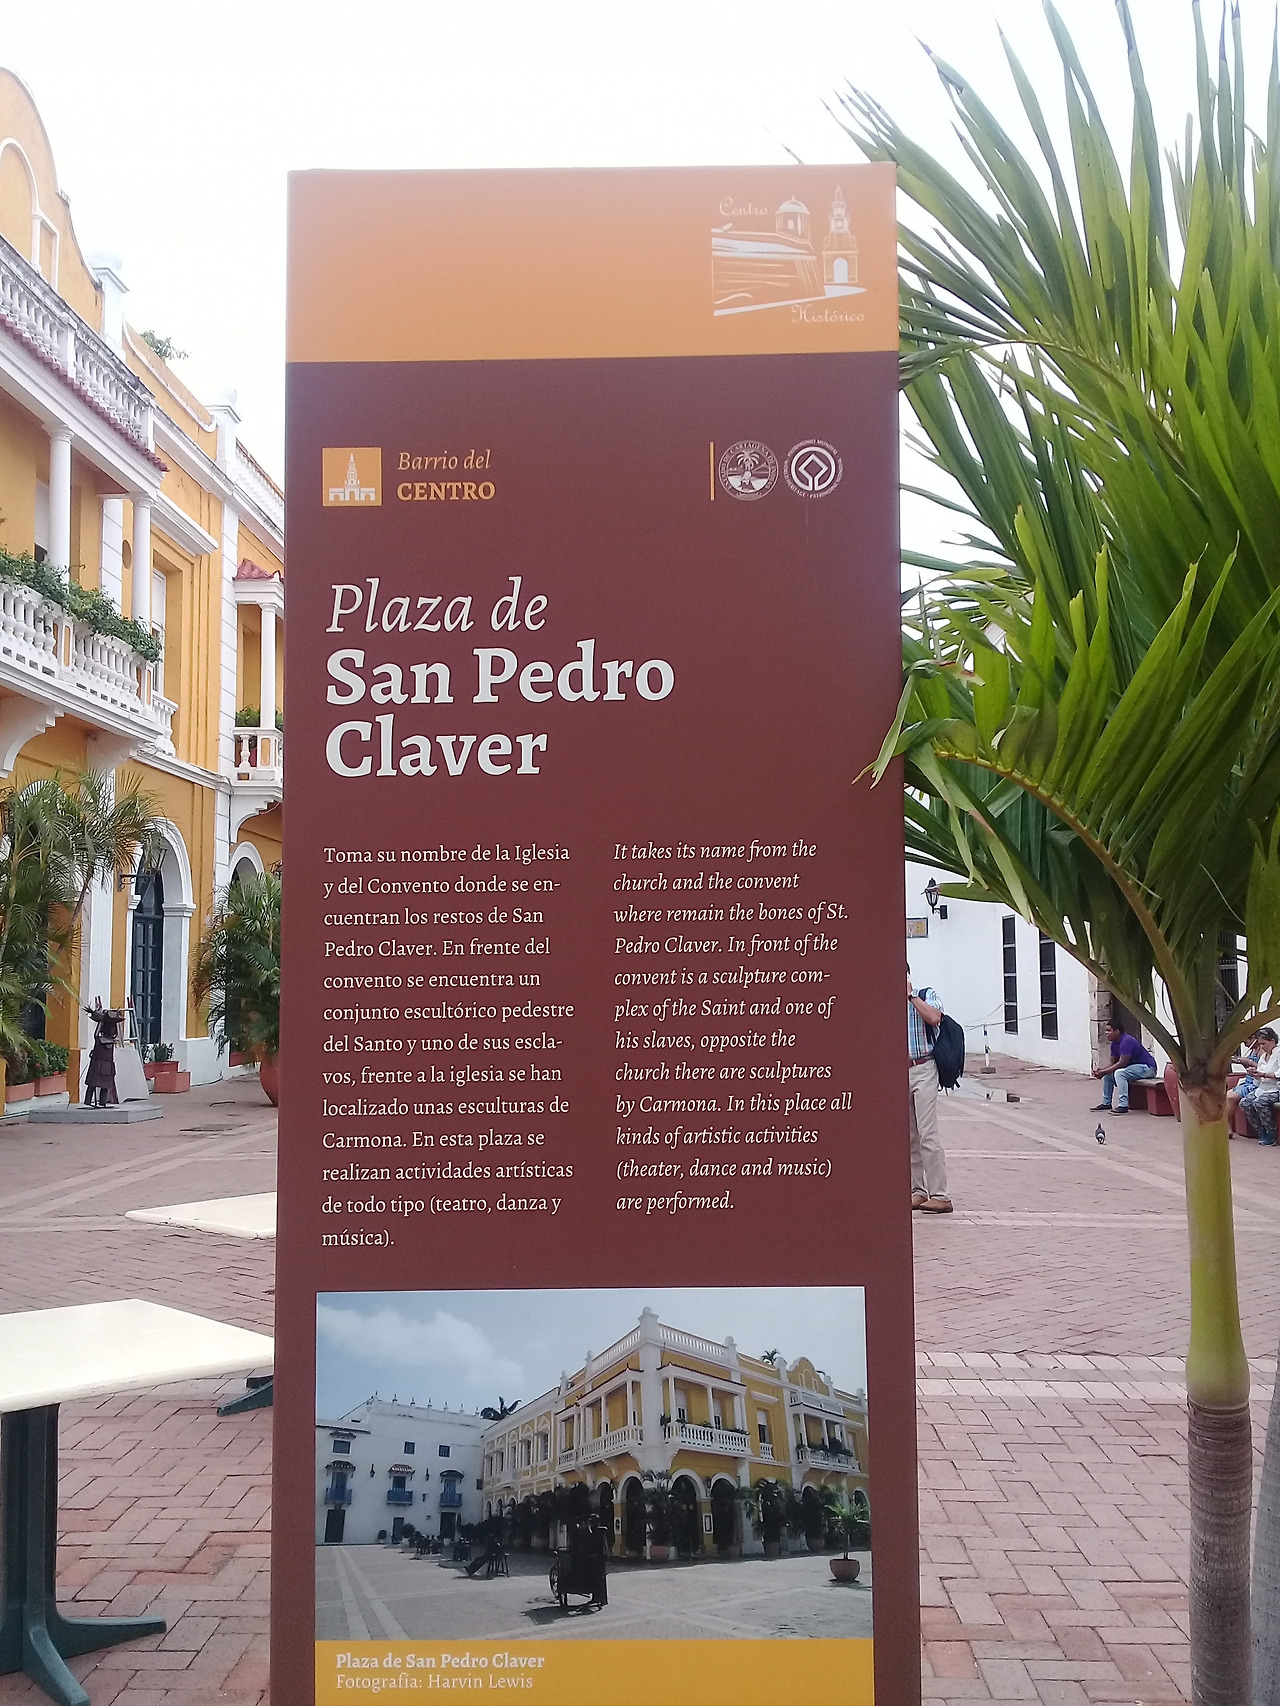 Centro
Histórico
Barrio del
CENTRO
Plaza de
San Pedro
Claver
Toma su nombre de la Iglesia
y del Convento donde se en-
cuentran los restos de San
Pedro Claver. En frente del
convento se encuentra un
conjunto escultórico pedestre
del Santo y uno de sus escla-
vos, frente a la iglesia se han
localizado unas esculturas de
Carmona. En esta plaza se
realizan actividades artísticas
de todo tipo (teatro, danza y
música).
It takes its name from the
church and the convent
where remain the bones of St.
Pedro Claver. In front of the
convent is a sculpture com-
plex of the Saint and one of
his slaves, opposite the
church there are sculptures
by Carmona. In this place all
kinds of artistic activities
(theater, dance and music)
are performed.
Plaza de San Pedro Claver
Fotografía: Harvin Lewis